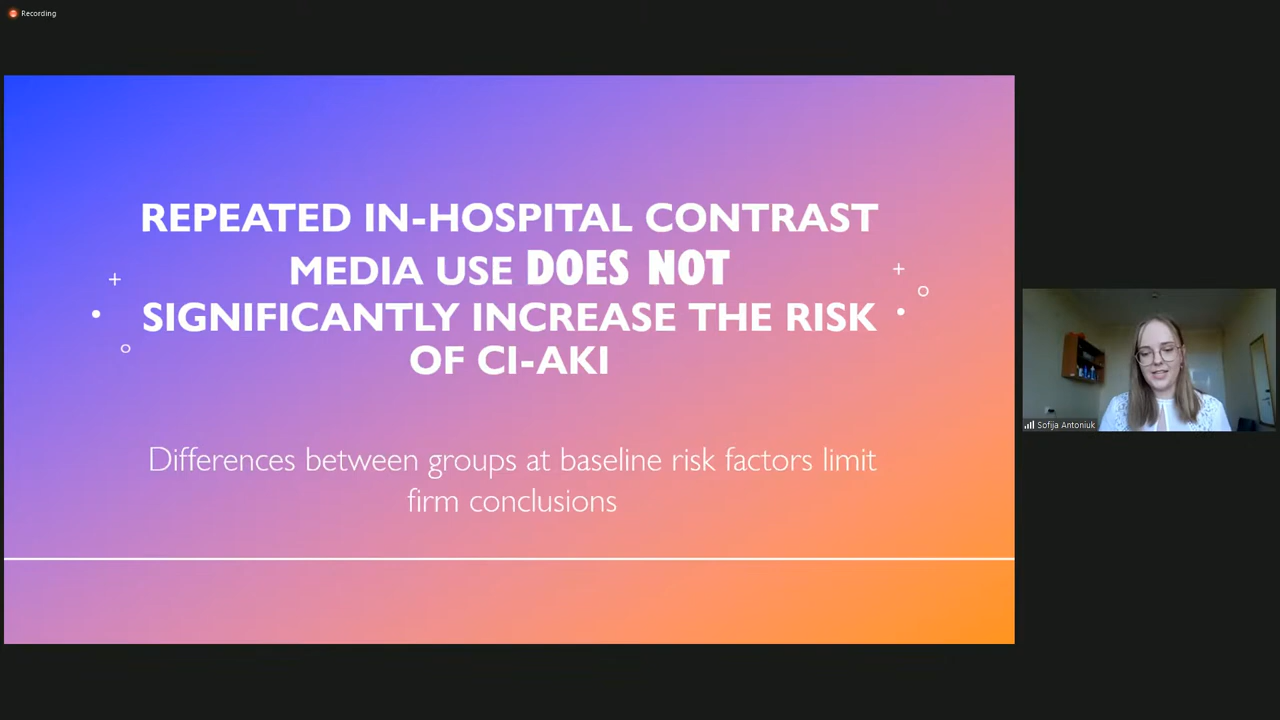 Recording
REPEATED IN-HOSPITAL CONTRAST
MEDIA USE DOES NOT
SIGNIFICANTLY INCREASE THE RISK
OF CI-AKI
Differences between groups at baseline risk factors limit
firm conclusions
Sofija Antoniuk